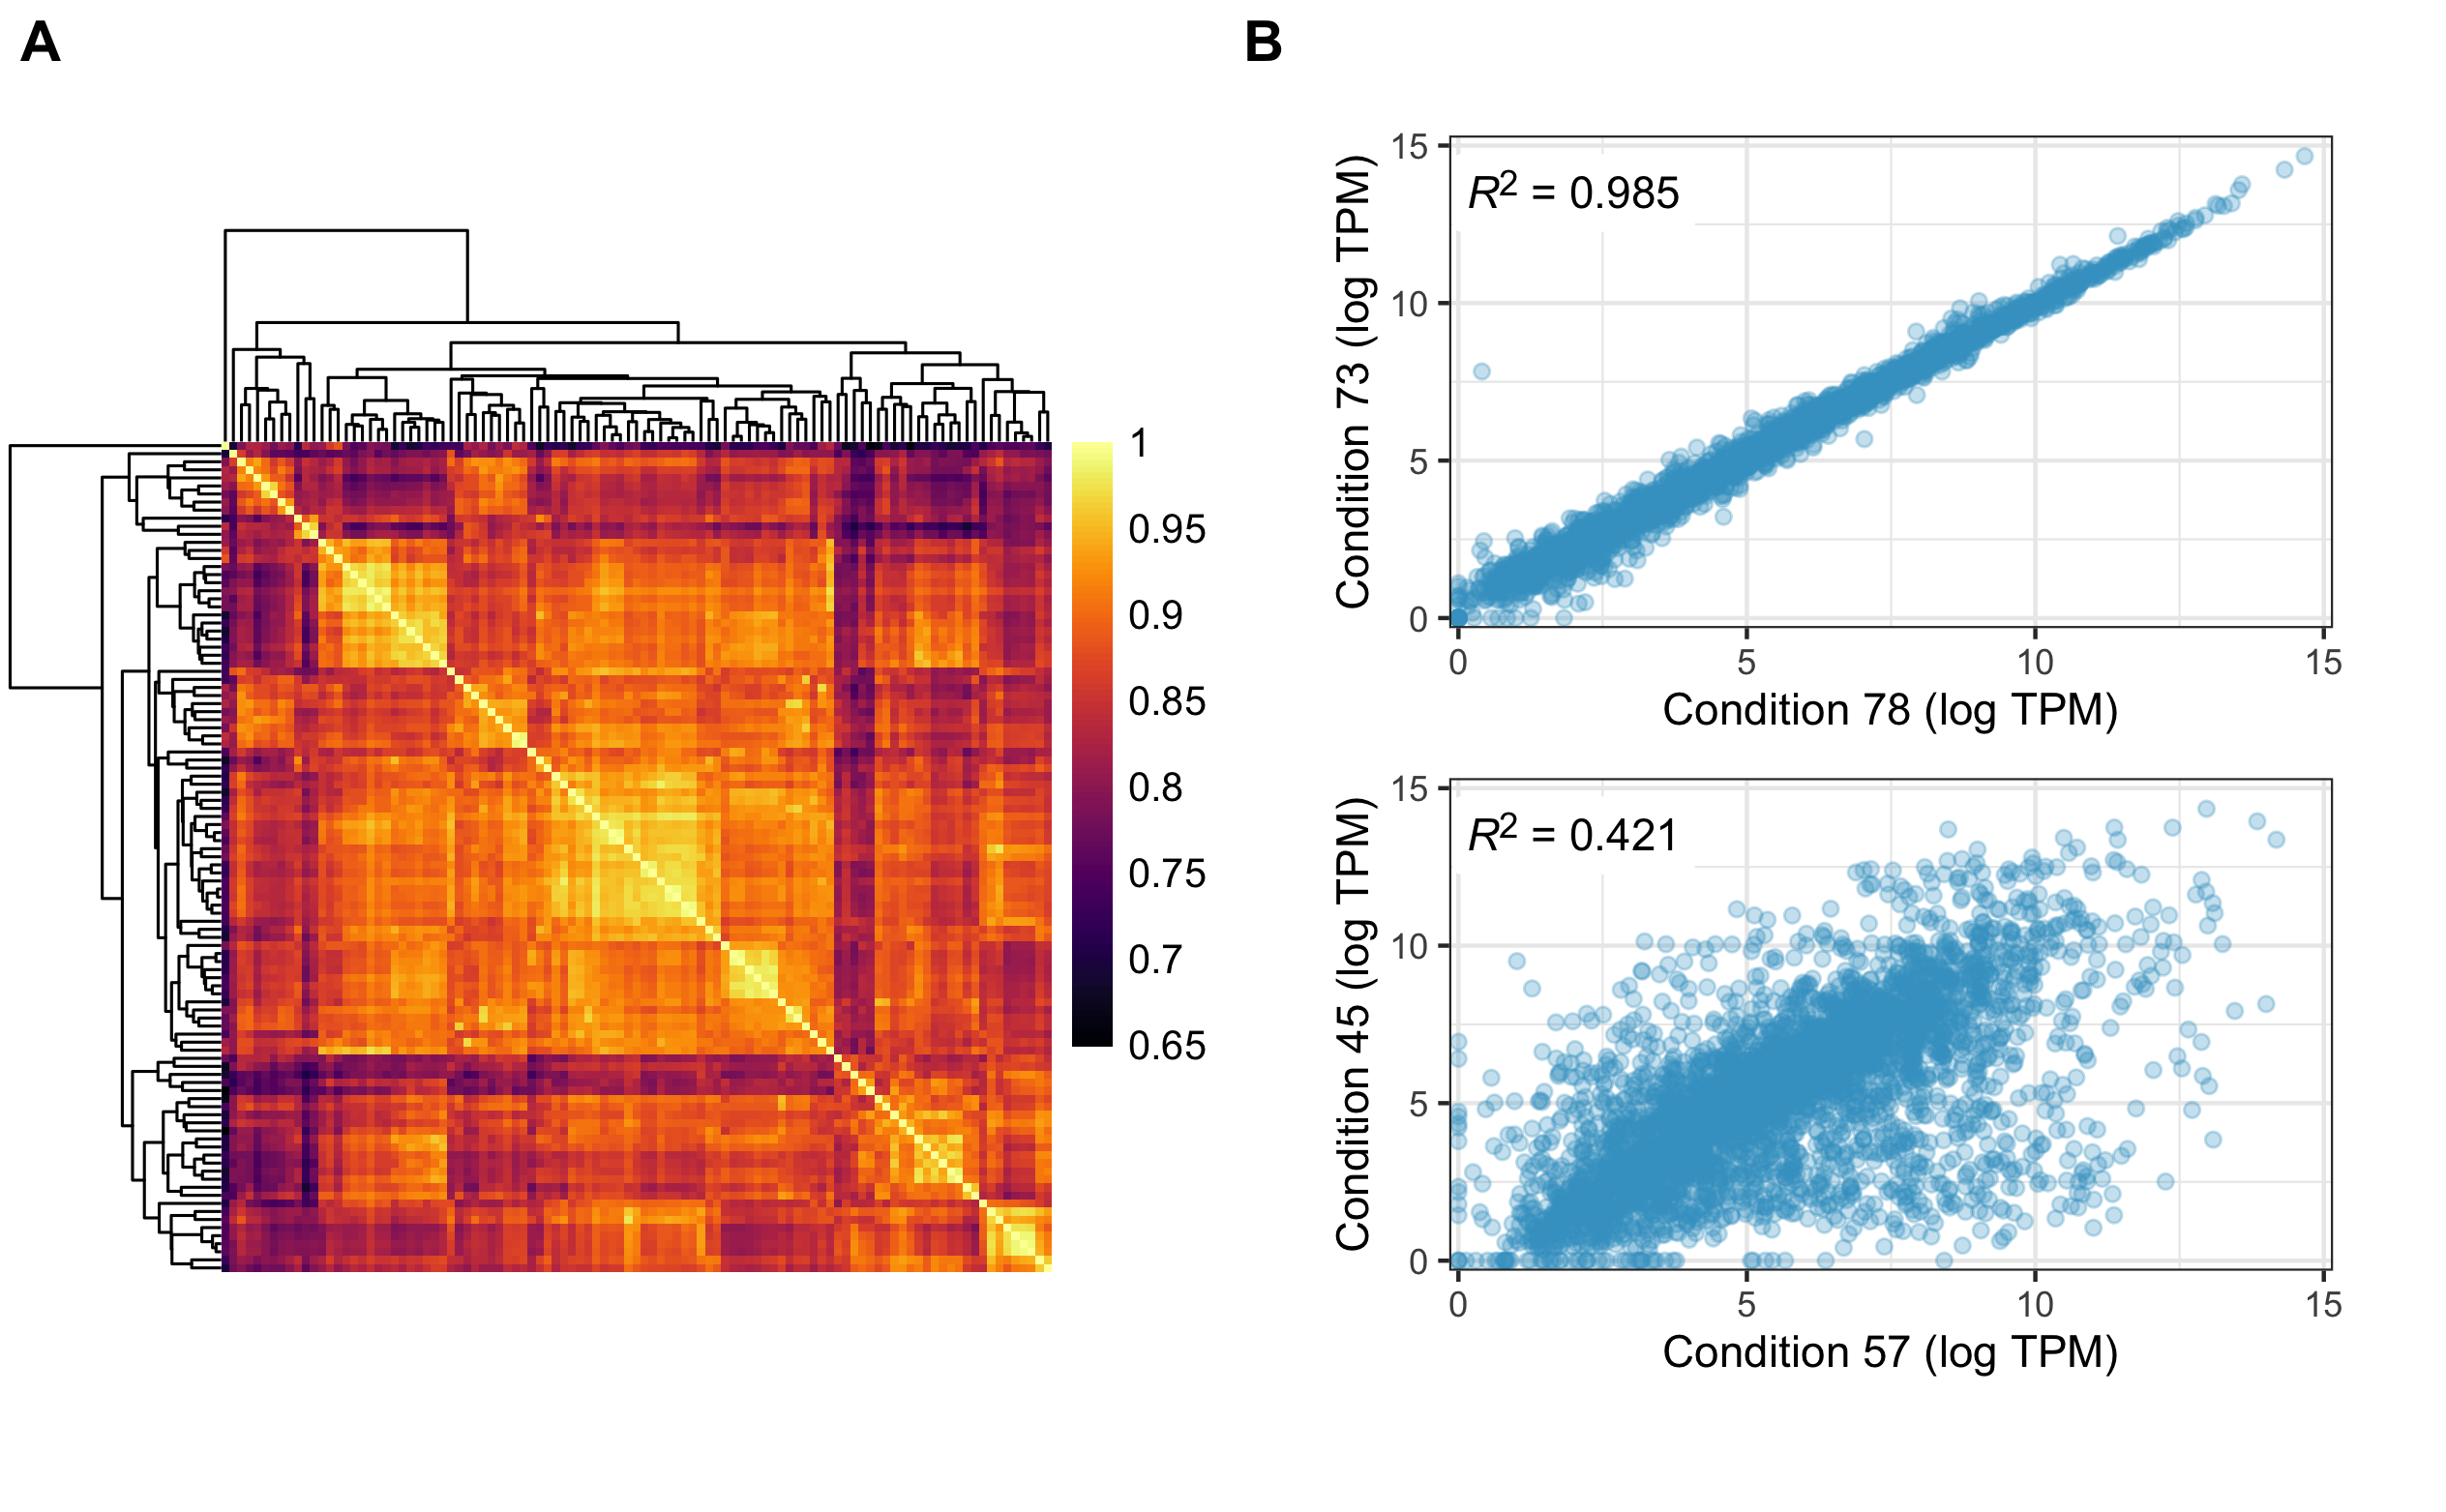 A
B
1
0.95
0.9
0.85
0.8
0.75
0.7
0.65
R² = 0.985
Condition 73 (log TPM)
15
10
5
0
0 5 10 15
Condition 78 (log TPM)
R² = 0.421
Condition 45 (log TPM)
15
10
5
0
0 5 10 15
Condition 57 (log TPM)